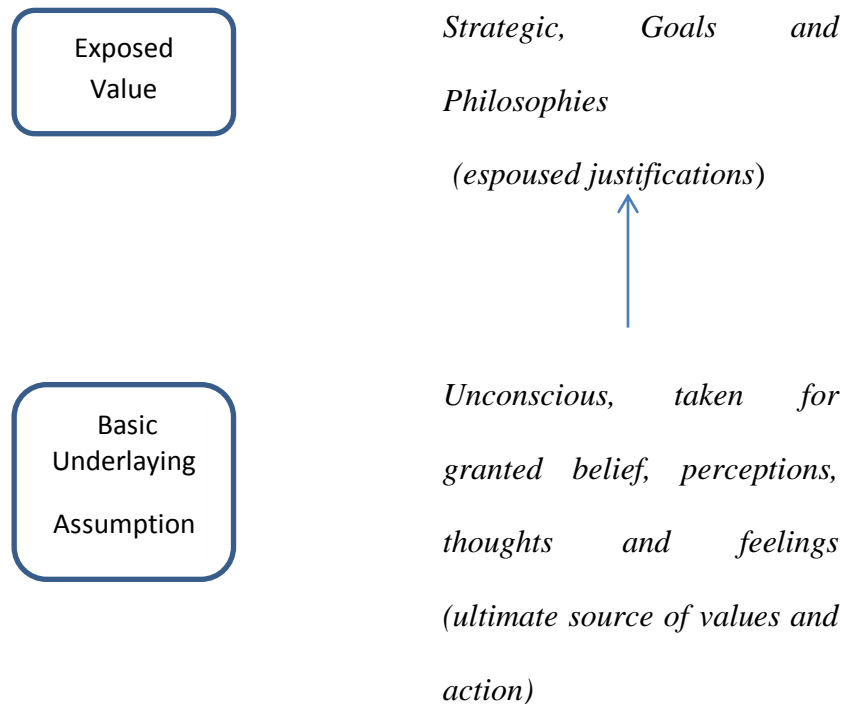 Exposed
Value
Strategic, Goals and
Philosophies
(espoused justifications)
Basic
Underlaying
Assumption
Unconscious, taken for
granted belief, perceptions,
thoughts and feelings
(ultimate source of values and
action)